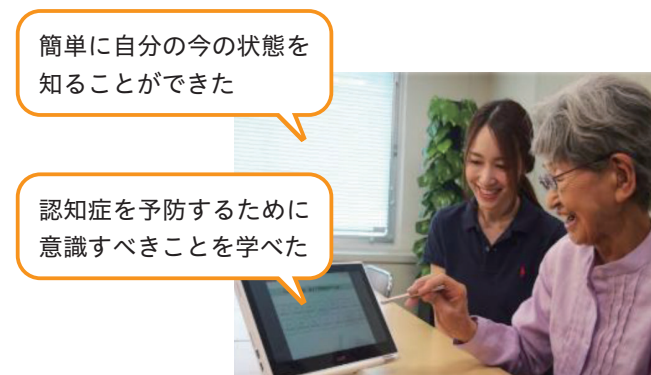 簡単に自分の今の状態を
知ることができた
認知症を予防するために
意識すべきことを学べた